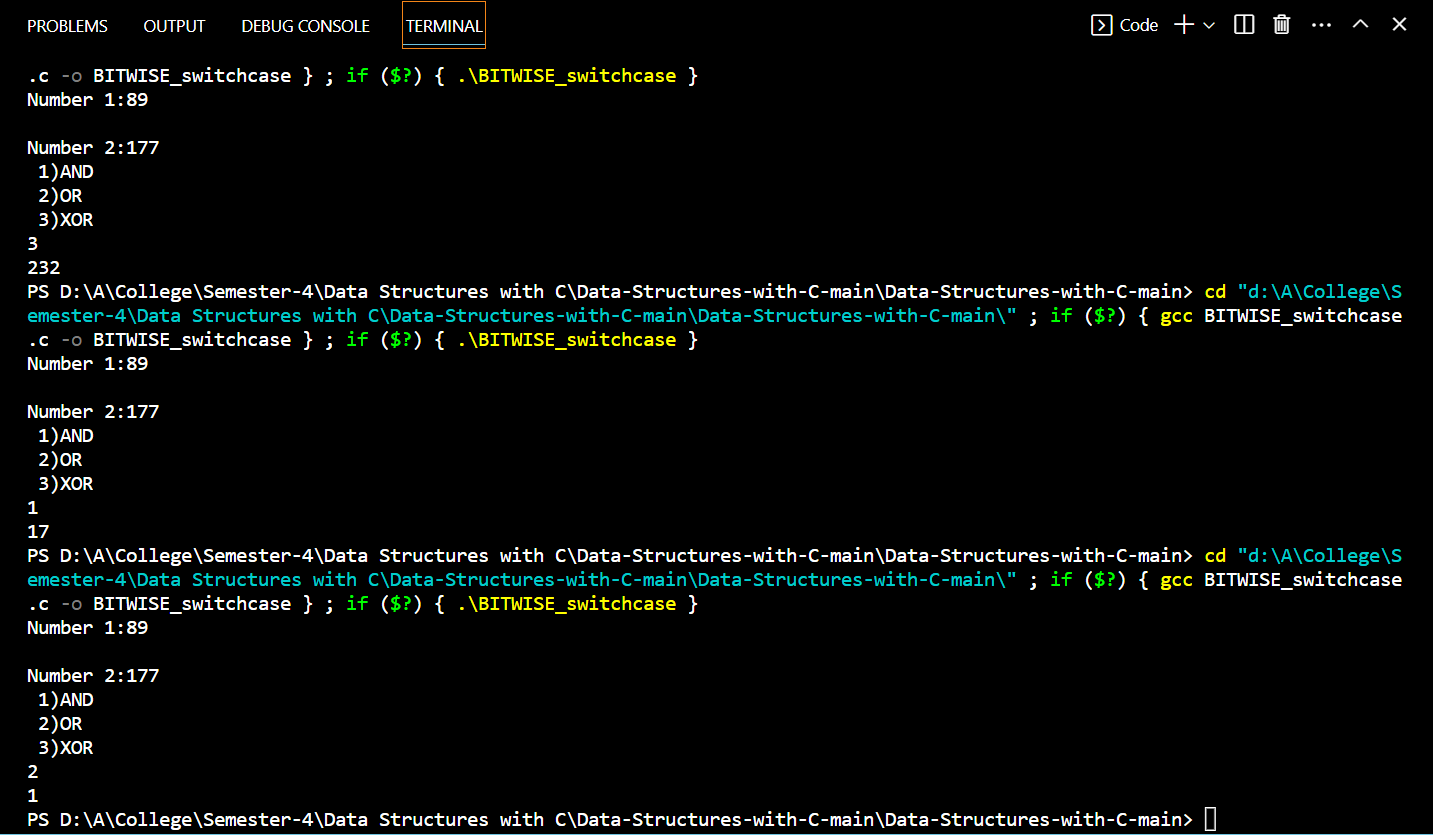 PROBLEMS OUTPUT DEBUG CONSOLE TERMINAL Code
.c -o BITWISE_switchcase } ; if ($?) { .\BITWISE_switchcase }
Number 1:89
Number 2:177
1)AND
2)OR
3)XOR
3
232
PS D:\A\College\Semester-4\Data Structures with C\Data-Structures-with-C-main\Data-Structures-with-C-main> cd "d:\A\College\S
emester-4\Data Structures with C\Data-Structures-with-C-main\Data-Structures-with-C-main\" ; if ($?) { gcc BITWISE_switchcase
.c -o BITWISE_switchcase } ; if ($?) { .\BITWISE_switchcase }
Number 1:89
Number 2:177
1)AND
2)OR
3)XOR
1
17
PS D:\A\College\Semester-4\Data Structures with C\Data-Structures-with-C-main\Data-Structures-with-C-main> cd "d:\A\College\S
emester-4\Data Structures with C\Data-Structures-with-C-main\Data-Structures-with-C-main\" ; if ($?) { gcc BITWISE_switchcase
.c -o BITWISE_switchcase } ; if ($?) { .\BITWISE_switchcase }
Number 1:89
Number 2:177
1)AND
2)OR
3)XOR
2
1
PS D:\A\College\Semester-4\Data Structures with C\Data-Structures-with-C-main\Data-Structures-with-C-main>